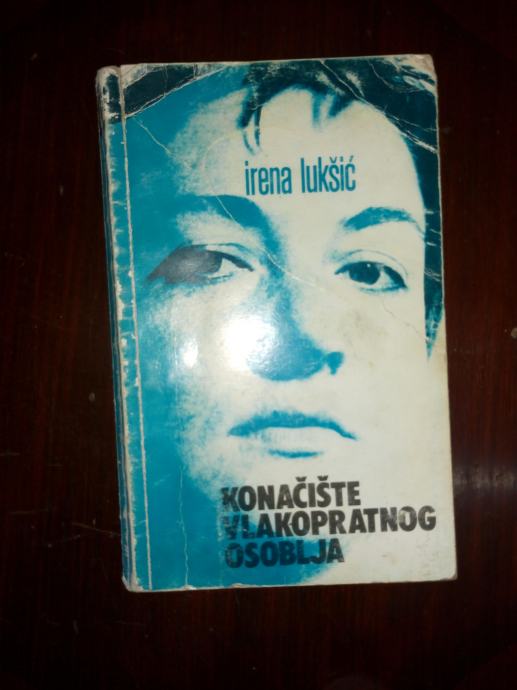 irena lukšić
KONAČIŠTE
VLAKOPRATNOG
OSOBLJA